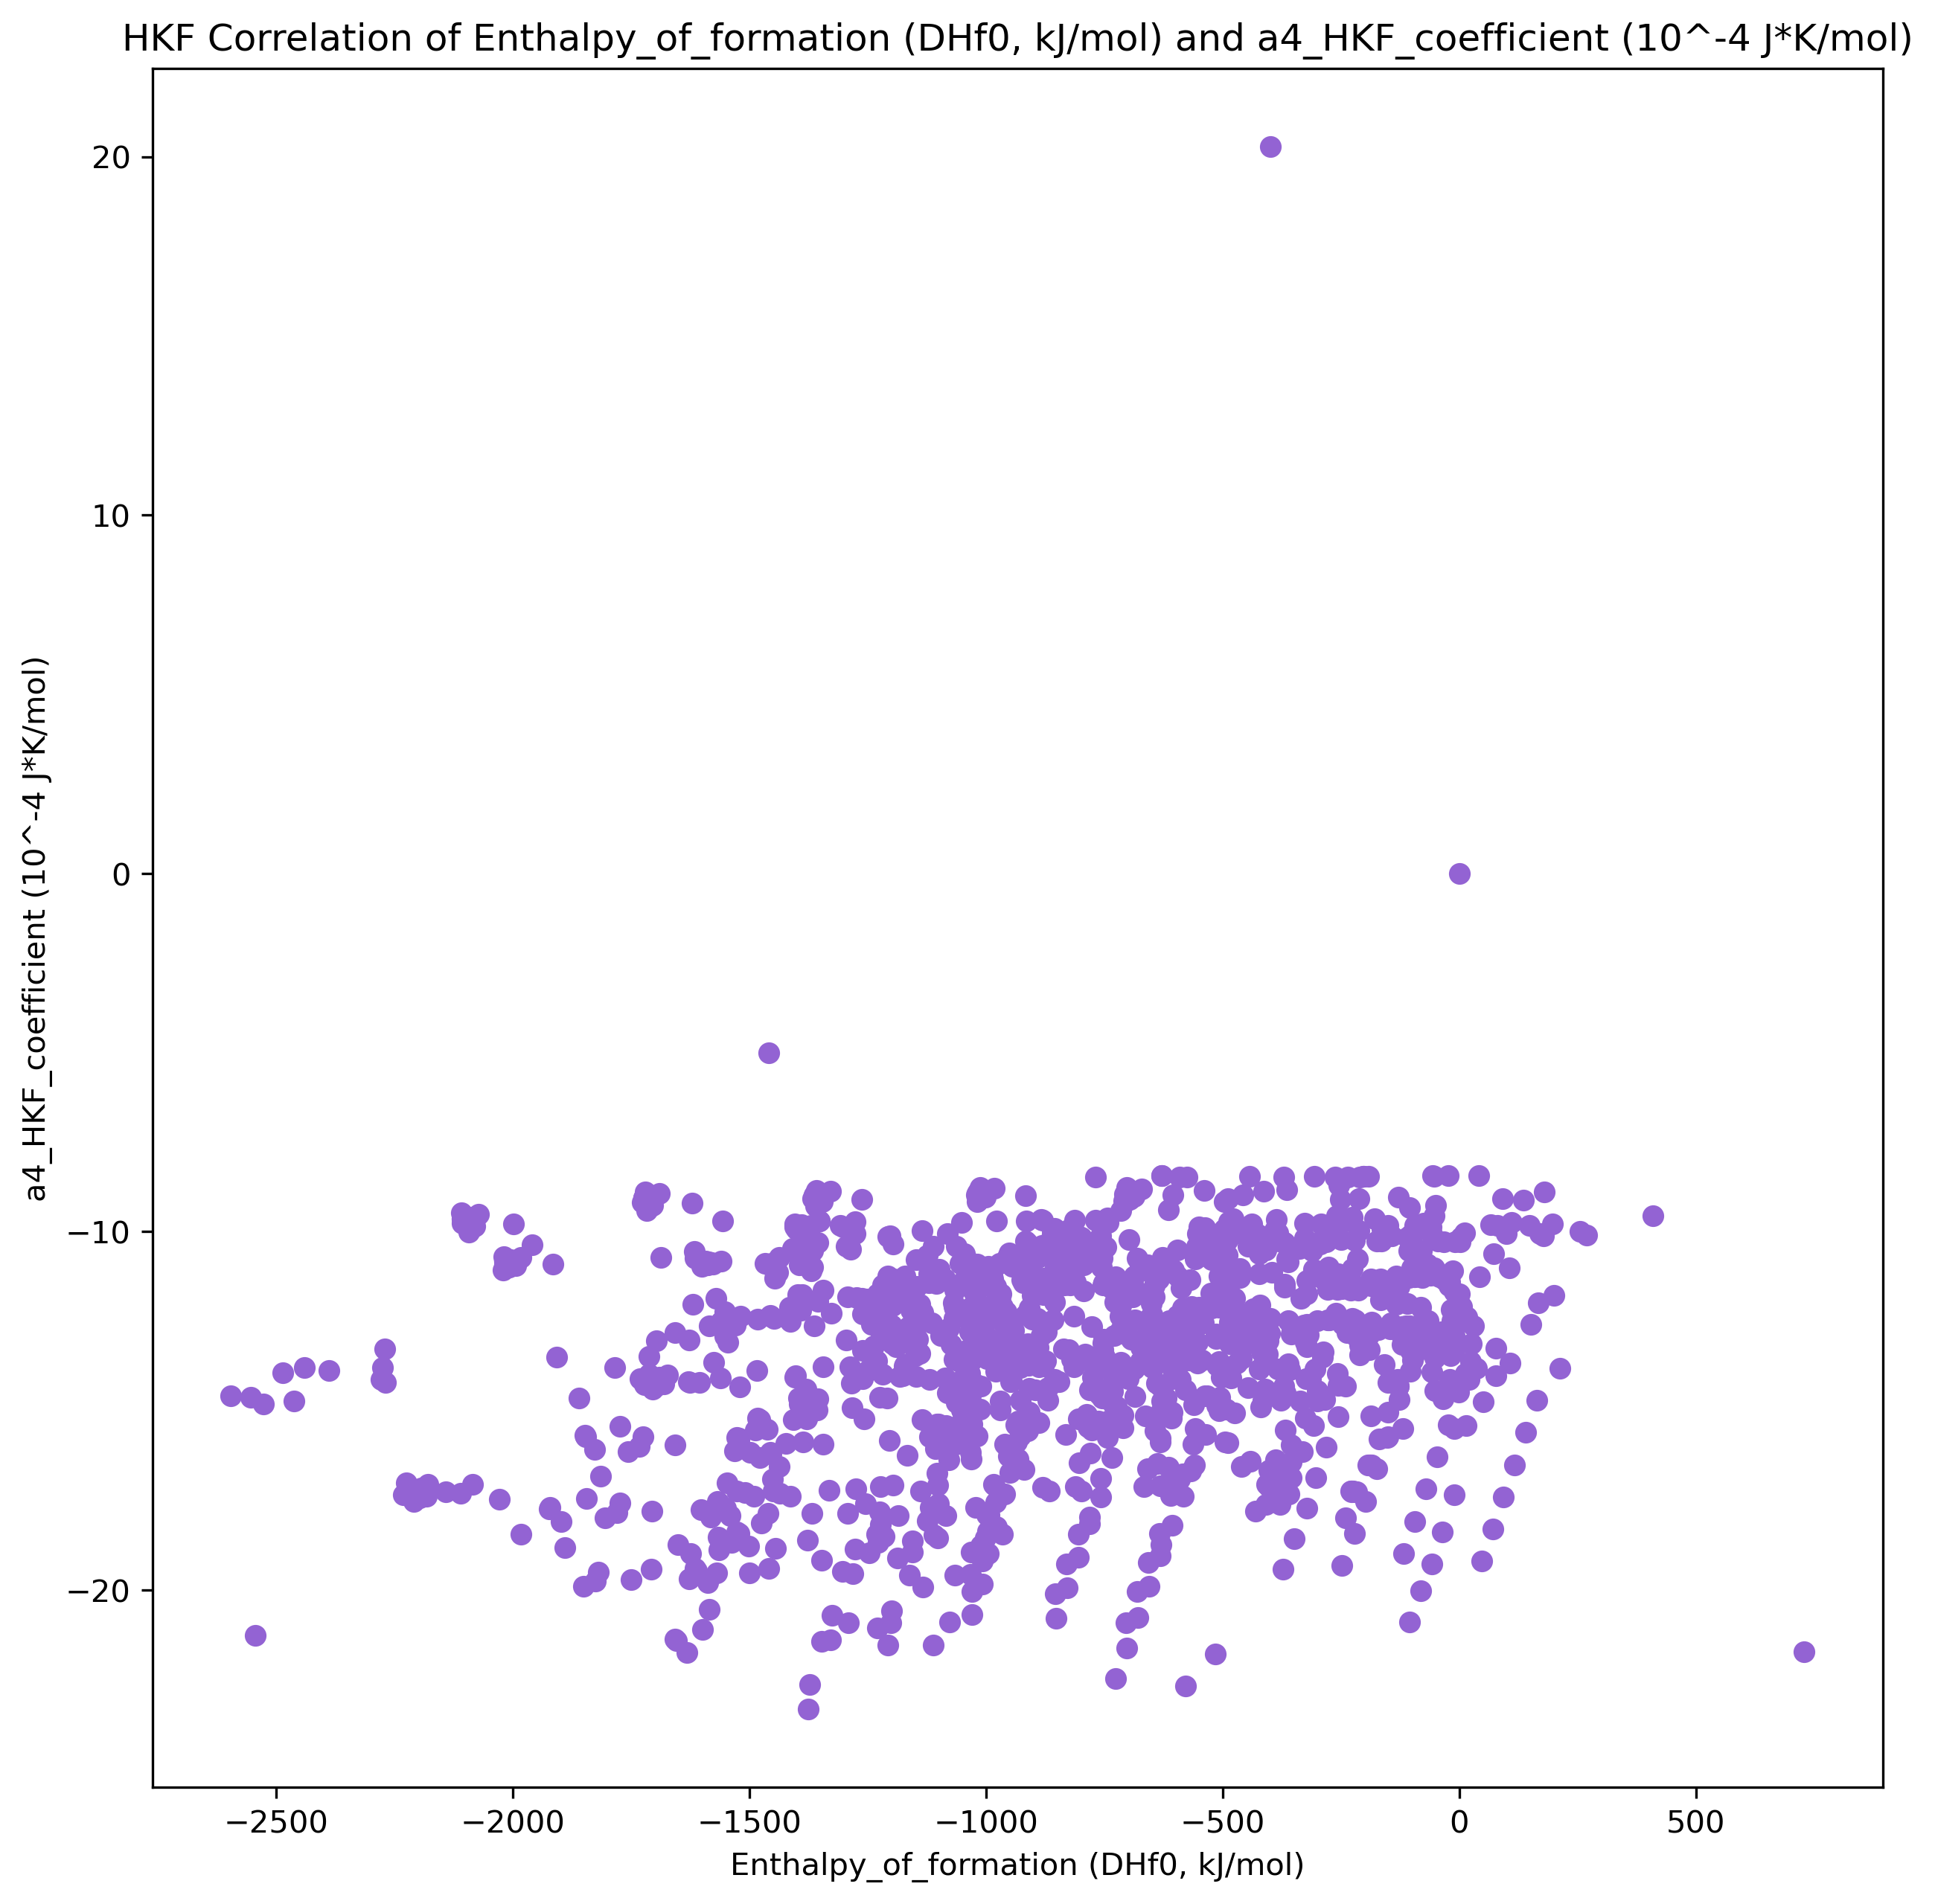 HKF Correlation of Enthalpy_of_formation (DHf0, kJ/mol) and a4_HKF_coefficient (10^-4 J*K/mol)
20
10
0
−10
−20
a4_HKF_coefficient (10^-4 J*K/mol)
−2500 −2000 −1500 −1000 −500 0 500
Enthalpy_of_formation (DHf0, kJ/mol)